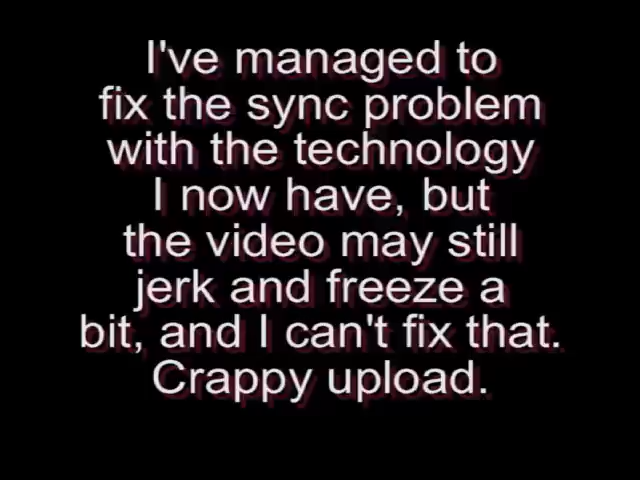 I've managed to
fix the sync problem
with the technology
I now have, but
the video may still
jerk and freeze a
bit, and I can't fix that.
Crappy upload.